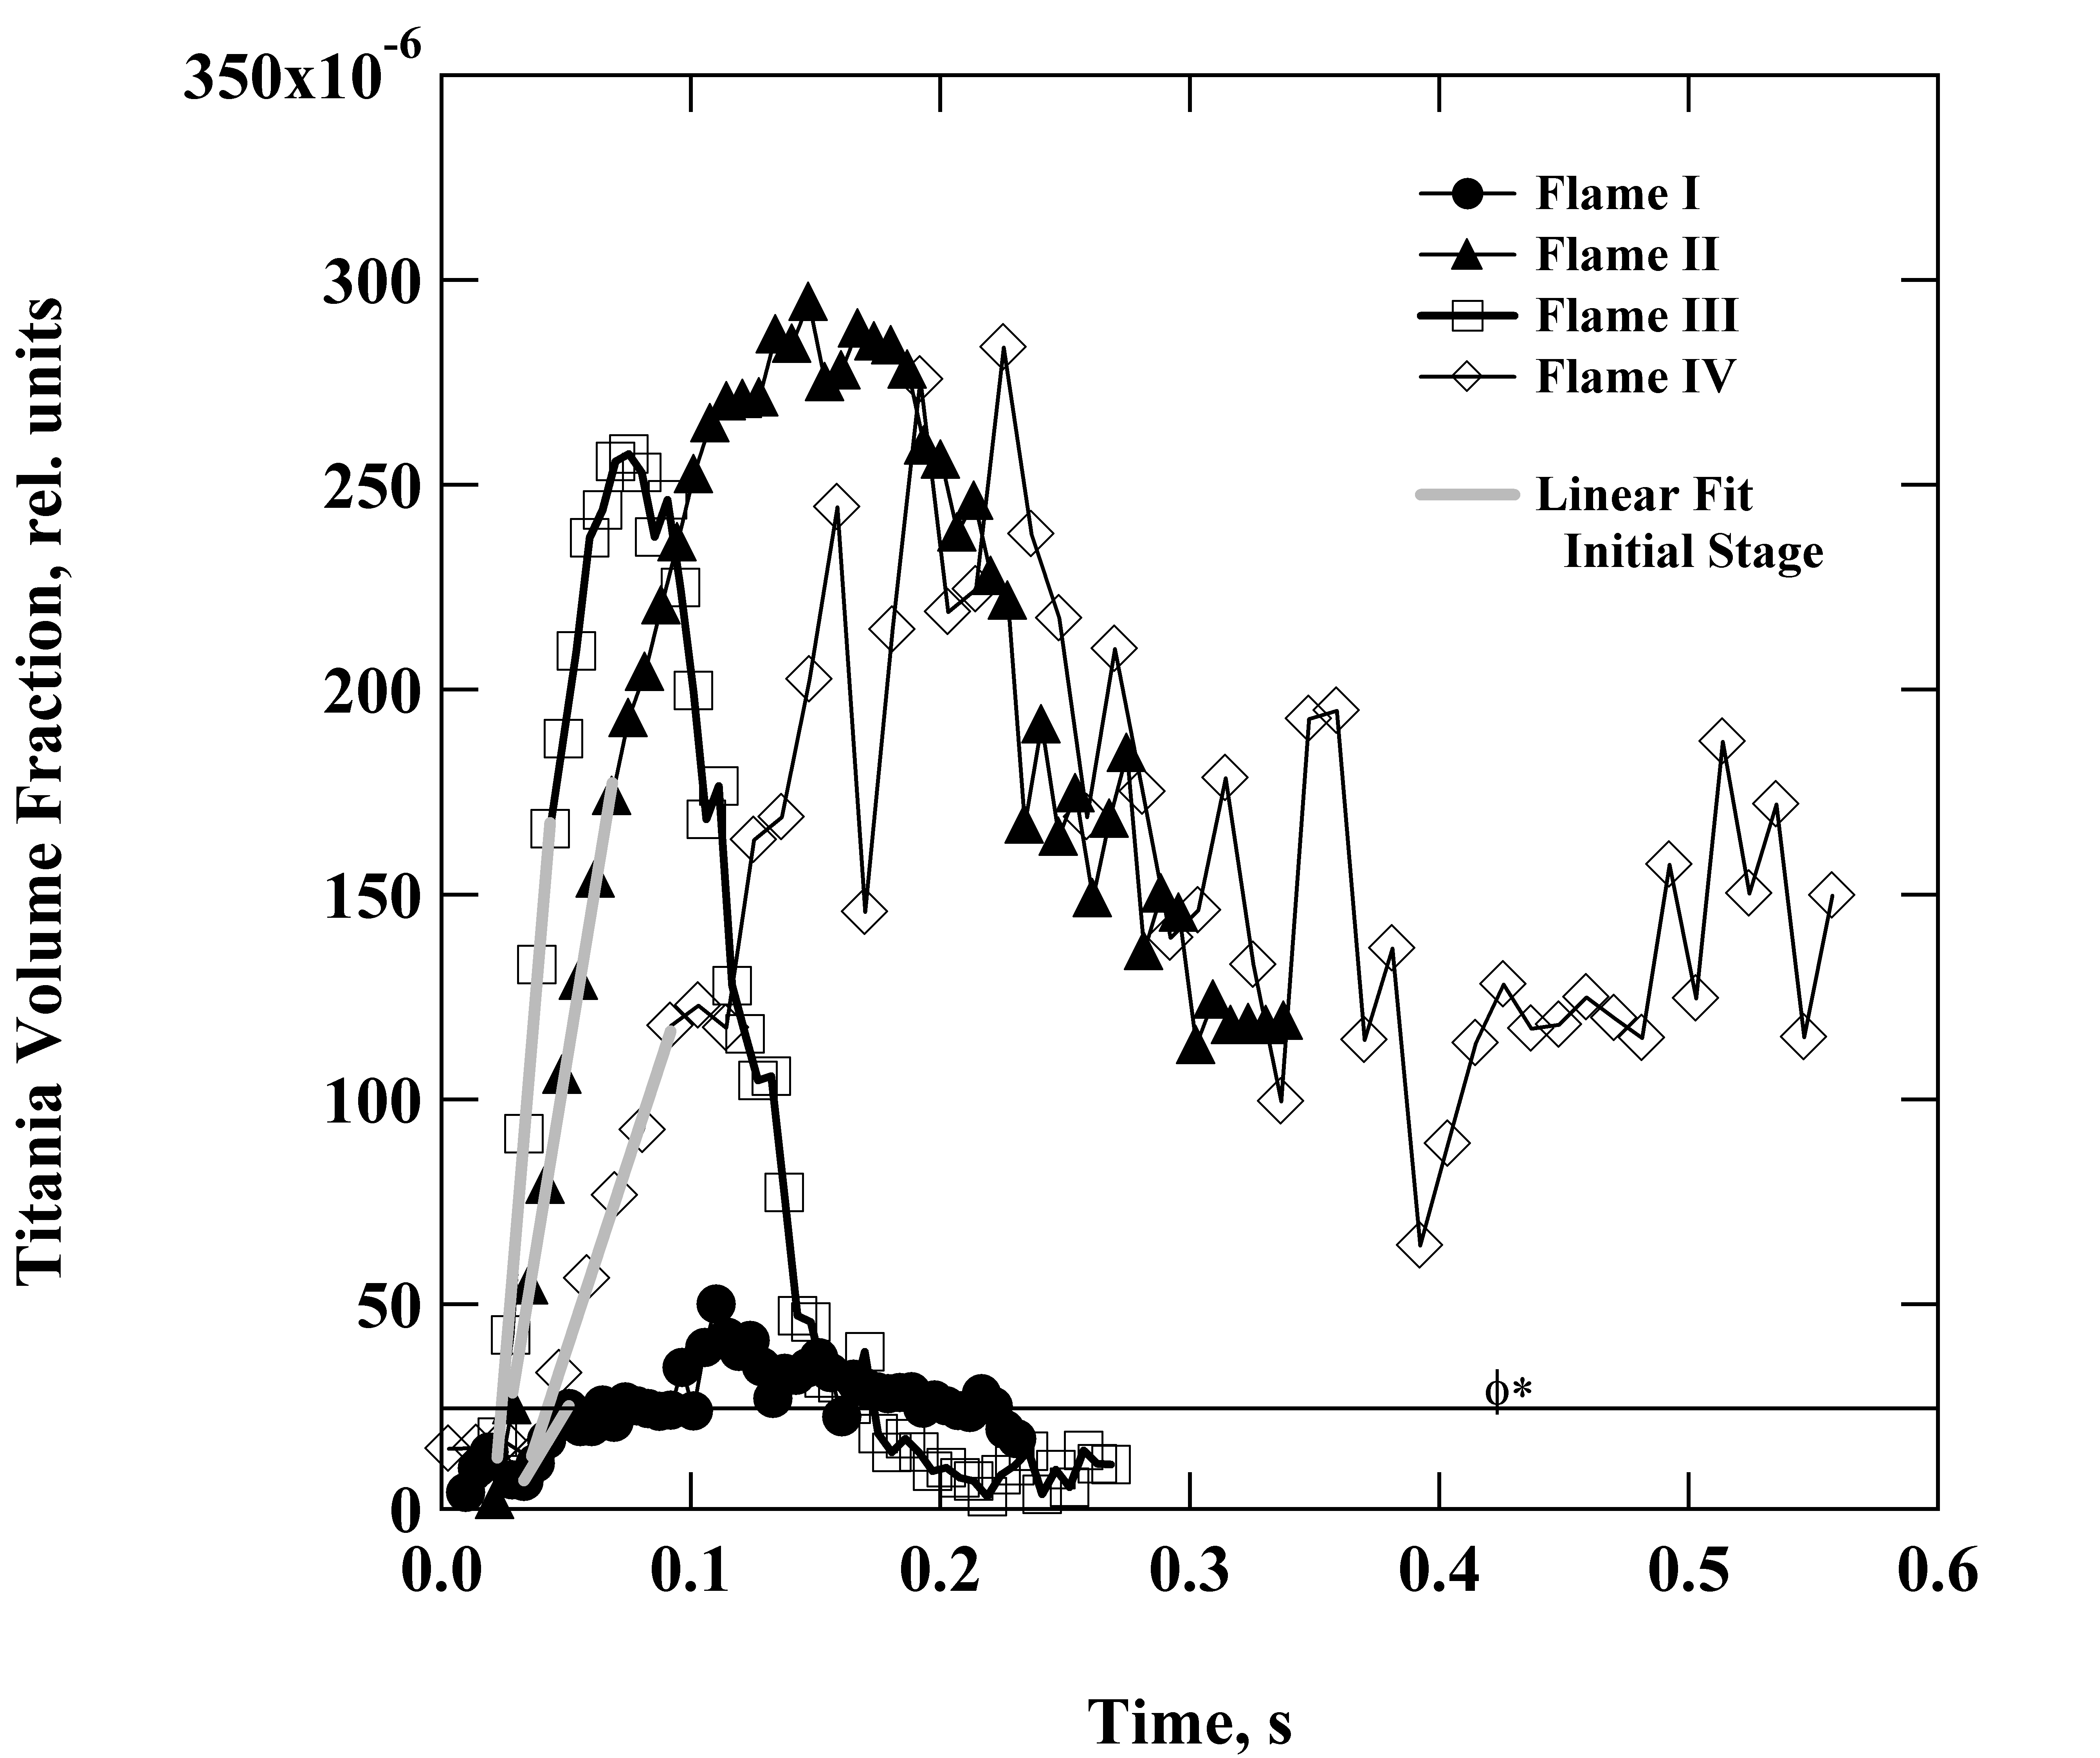 350x10-6
300
250
200
150
100
50
0
0.0 0.1 0.2 0.3 0.4 0.5 0.6
Titania Volume Fraction, rel. units
Time, s
Flame I
Flame II
Flame III
Flame IV
Linear Fit
Initial Stage
ϕ*